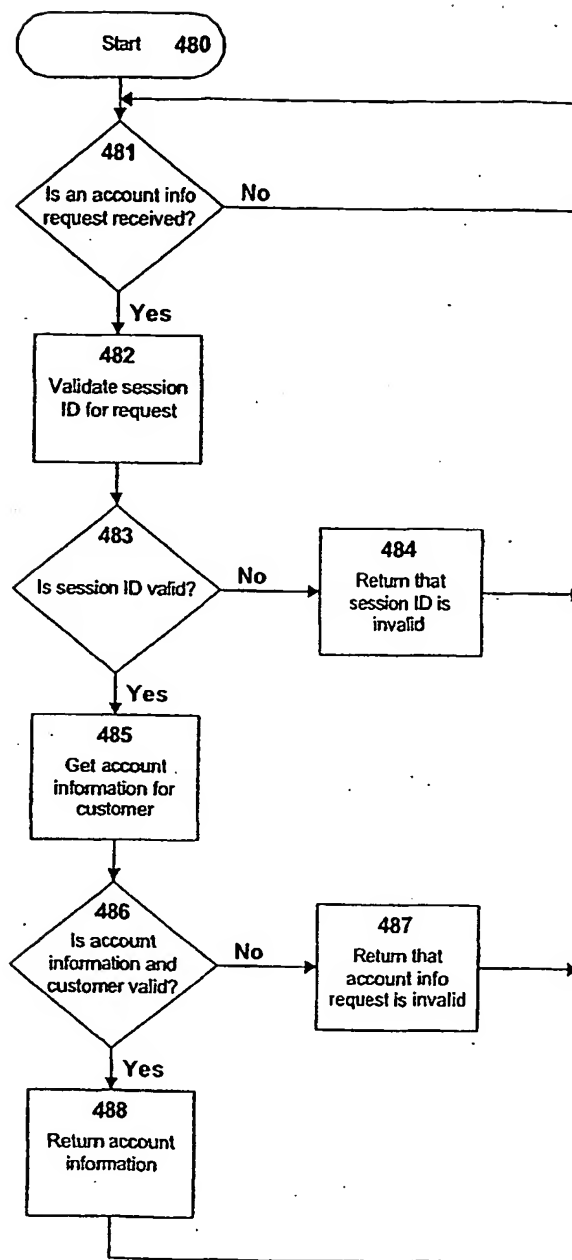 Start 480
481
Is an account info
request received?
No
Yes
482
Validate session
ID for request
483
Is session ID valid?
No
484
Return that
session ID is
invalid
Yes
485
Get account
information for
customer
486
Is account
information and
customer valid?
No
487
Return that
account info
request is invalid
Yes
488
Return account
information